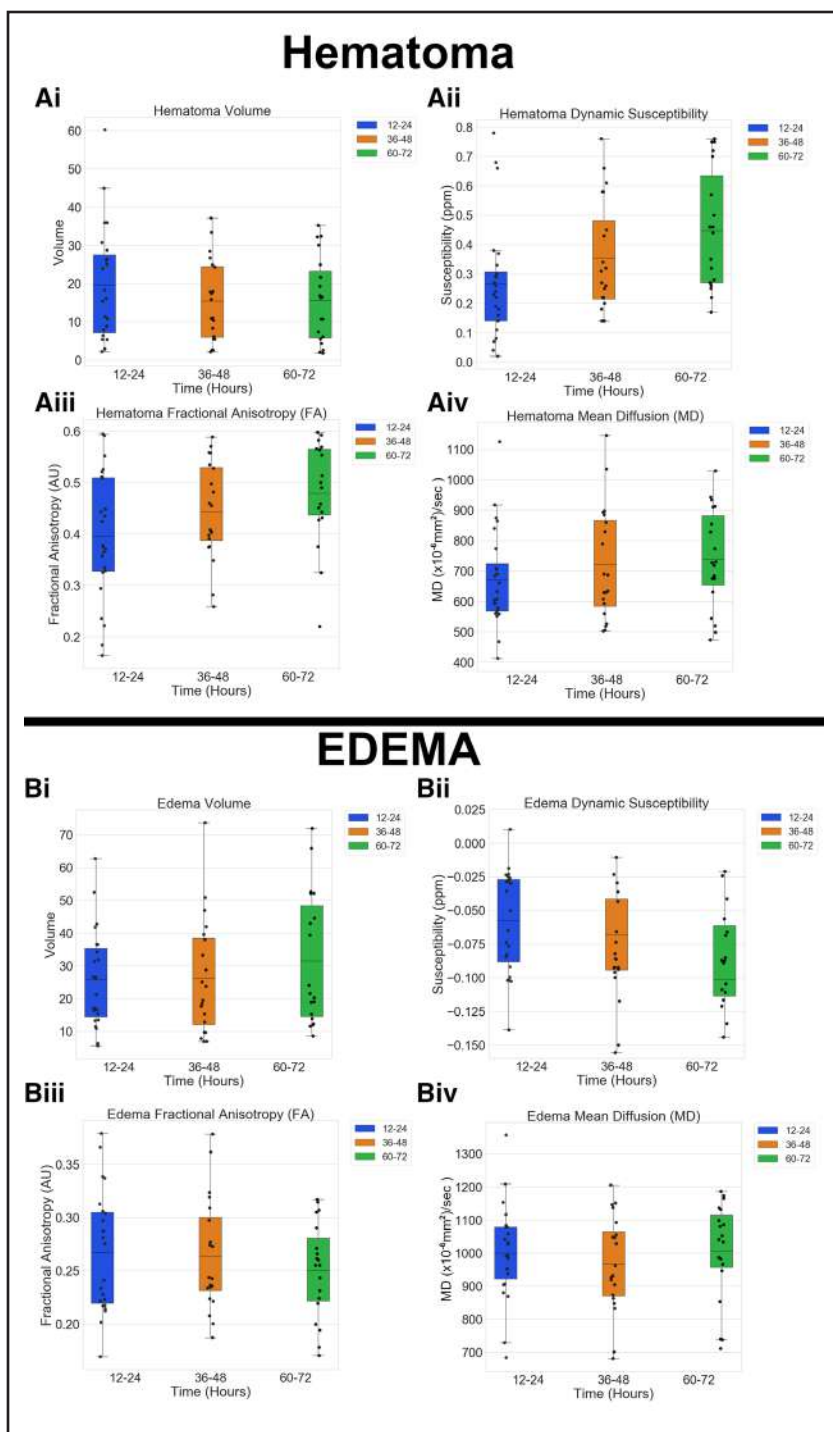 Hematoma
Ai
Hematoma Volume
12-24
36-48
60-72
Volume
60
50
40
30
20
10
0
12-24 36-48 60-72
Time (Hours)
Aii
Hematoma Dynamic Susceptibility
12-24
36-48
60-72
Susceptibility (ppm)
0.8
0.7
0.6
0.5
0.4
0.3
0.2
0.1
0.0
12-24 36-48 60-72
Time (Hours)
Aiii
Hematoma Fractional Anisotropy (FA)
12-24
36-48
60-72
Fractional Anisotropy (AU)
0.6
0.5
0.4
0.3
0.2
12-24 36-48 60-72
Time (Hours)
Aiv
Hematoma Mean Diffusion (MD)
12-24
36-48
60-72
MD (x10⁻⁶mm²)/sec )
1100
1000
900
800
700
600
500
400
12-24 36-48 60-72
Time (Hours)
EDEMA
Bi
Edema Volume
12-24
36-48
60-72
Volume
70
60
50
40
30
20
10
12-24 36-48 60-72
Time (Hours)
Bii
Edema Dynamic Susceptibility
12-24
36-48
60-72
Susceptibility (ppm)
0.025
0.000
−0.025
−0.050
−0.075
−0.100
−0.125
−0.150
12-24 36-48 60-72
Time (Hours)
Biii
Edema Fractional Anisotropy (FA)
12-24
36-48
60-72
Fractional Anisotropy (AU)
0.35
0.30
0.25
0.20
12-24 36-48 60-72
Time (Hours)
Biv
Edema Mean Diffusion (MD)
12-24
36-48
60-72
MD (x10⁻⁶mm²)/sec )
1300
1200
1100
1000
900
800
700
12-24 36-48 60-72
Time (Hours)